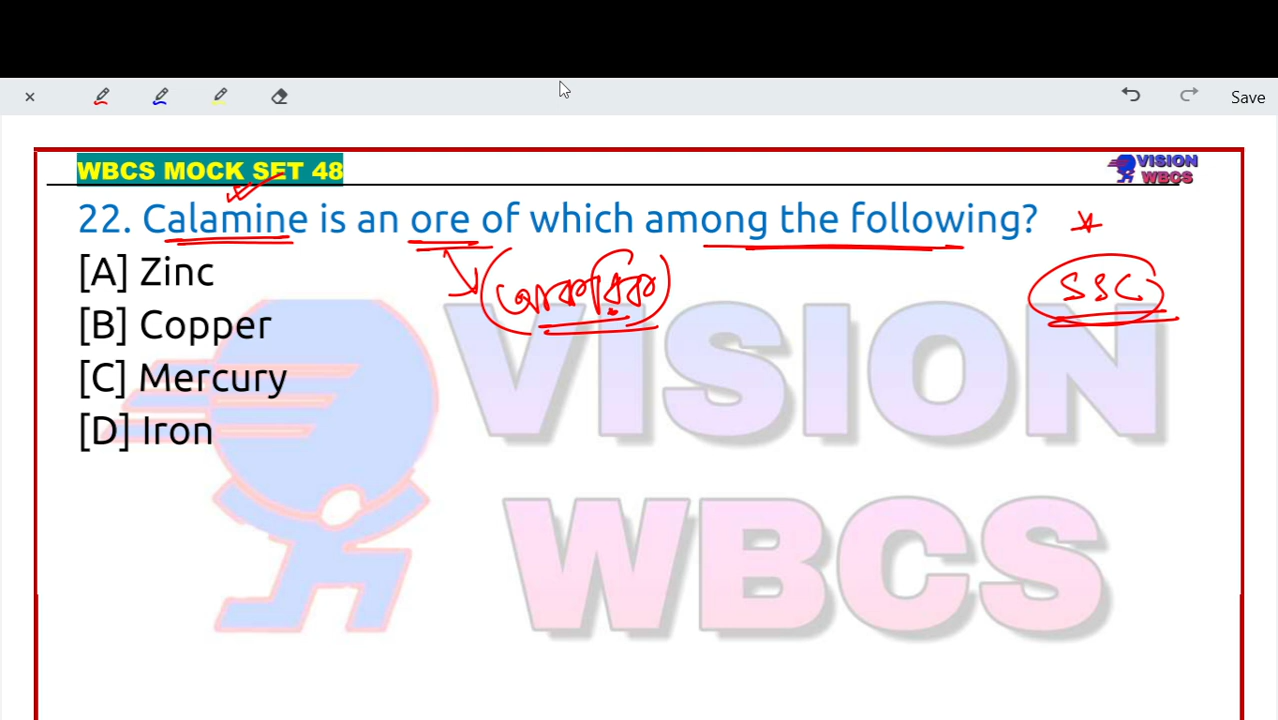 Save
WBCS MOCK SET 48
VISION
WBCS
22. Calamine is an ore of which among the following?
[A] Zinc
SSC
[B] Copper
[C] Mercury
[D] Iron
VISION
WBCS